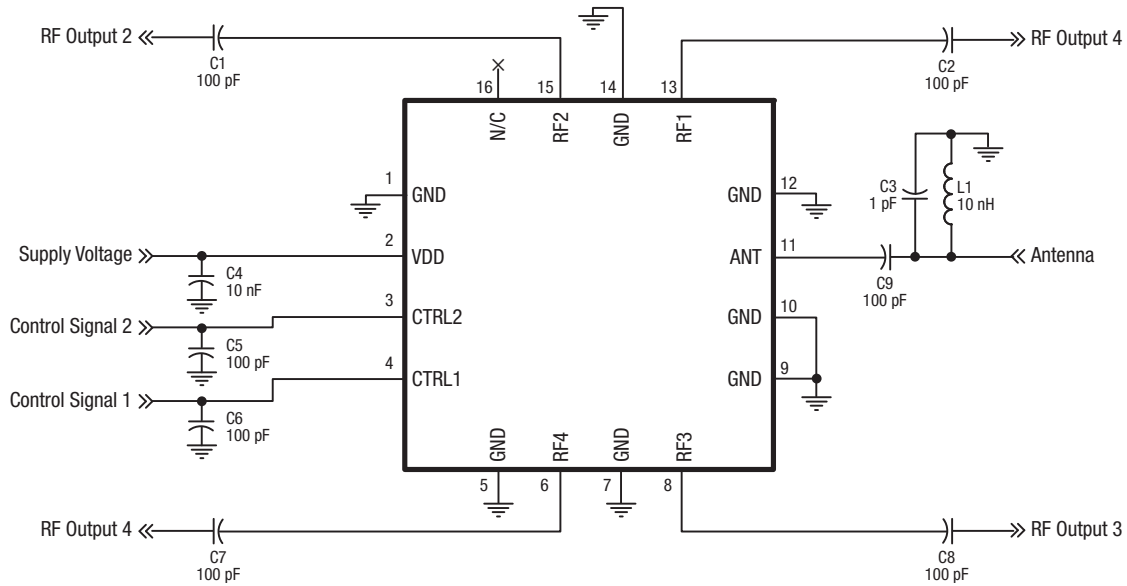 RF Output 2
C1
100 pF
C2
100 pF
RF Output 4
16
15
14
13
N/C
RF2
GND
RF1
1
GND
12
GND
C3
1 pF
L1
10 nH
Supply Voltage
2
VDD
11
ANT
Antenna
C4
10 nF
C9
100 pF
Control Signal 2
3
CTRL2
10
GND
C5
100 pF
Control Signal 1
4
CTRL1
9
GND
C6
100 pF
GND
RF4
GND
RF3
5
6
7
8
RF Output 4
C7
100 pF
C8
100 pF
RF Output 3